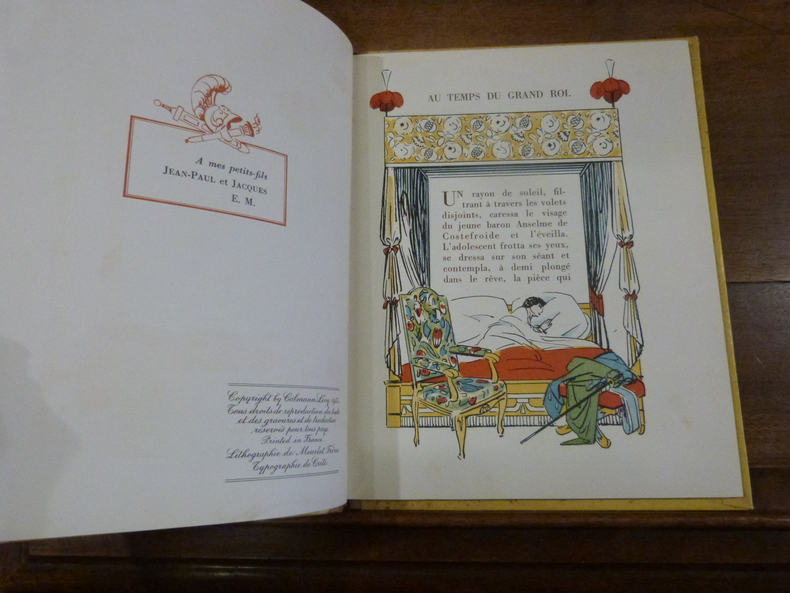 A mes petits-fils
JEAN-PAUL et JACQUES
E. M.
Copyright by Calmann Lévy
Tous droits de reproduction du texte
et des gravures et de traduction
réservés pour tous pays
Printed in France
Lithographie de Mourlot Frères
Typographie de Coulo
AU TEMPS DU GRAND ROI.
UN rayon de soleil, fil-
trant à travers les volets
disjoints, caressa le visage
du jeune baron Anselme de
Costefroide et l'éveilla.
L'adolescent frotta ses yeux,
se dressa sur son séant et
contempla, à demi plongé
dans le rêve, la pièce qui